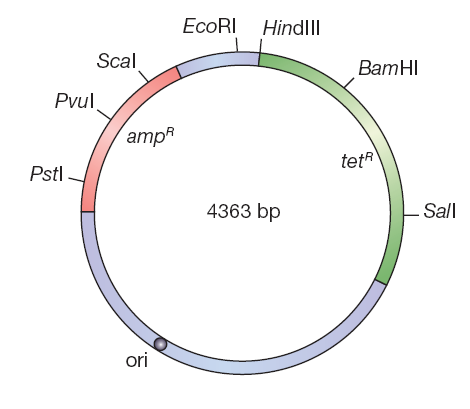 EcoRI
HindIII
ScaI
BamHI
PvuI
ampR
tetR
PstI
4363 bp
SalI
ori